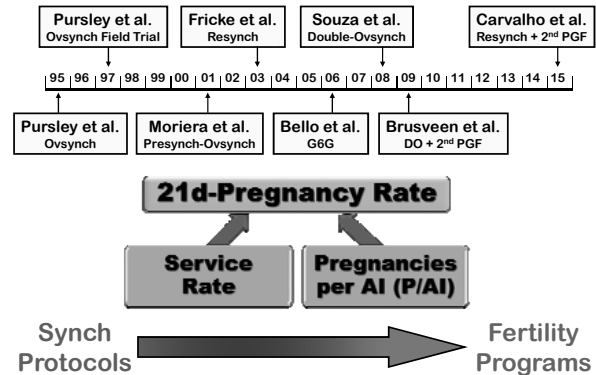 Pursley et al.
Ovsynch Field Trial
Fricke et al.
Resynch
Souza et al.
Double-Ovsynch
Carvalho et al.
Resynch + 2nd PGF
95 96 97 98 99 00 01 02 03 04 05 06 07 08 09 10 11 12 13 14 15
Pursley et al.
Ovsynch
Moriera et al.
Presynch-Ovsynch
Bello et al.
G6G
Brusveen et al.
DO + 2nd PGF
21d-Pregnancy Rate
Service
Rate
Pregnancies
per AI (P/AI)
Synch
Protocols
Fertility
Programs